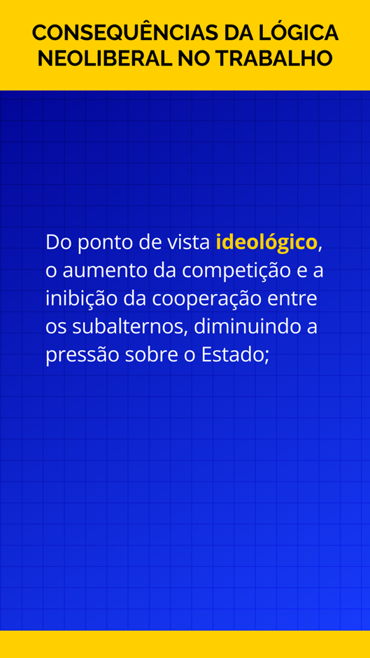 CONSEQUÊNCIAS DA LÓGICA
NEOLIBERAL NO TRABALHO
Do ponto de vista ideológico,
o aumento da competição e a
inibição da cooperação entre
os subalternos, diminuindo a
pressão sobre o Estado;